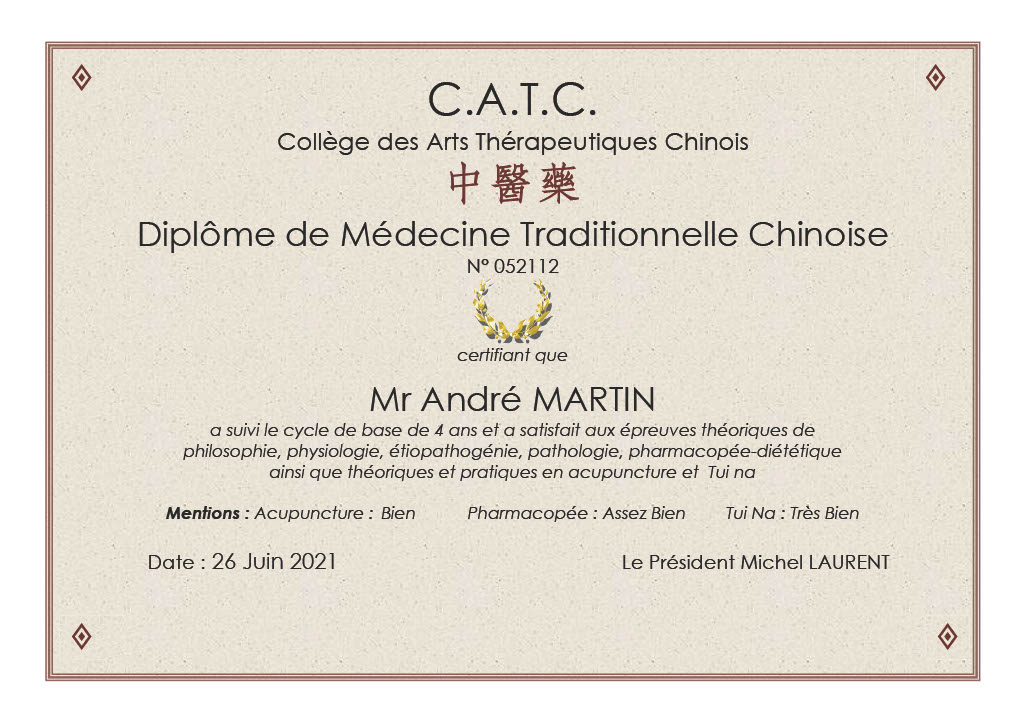 C.A.T.C.
Collège des Arts Thérapeutiques Chinois
中醫藥
Diplôme de Médecine Traditionnelle Chinoise
N° 052112
certifiant que
Mr André MARTIN
a suivi le cycle de base de 4 ans et a satisfait aux épreuves théoriques de
philosophie, physiologie, étiopathogénie, pathologie, pharmacopée-diététique
ainsi que théoriques et pratiques en acupuncture et Tui na
Mentions : Acupuncture : Bien Pharmacopée : Assez Bien Tui Na : Très Bien
Date : 26 Juin 2021 Le Président Michel LAURENT